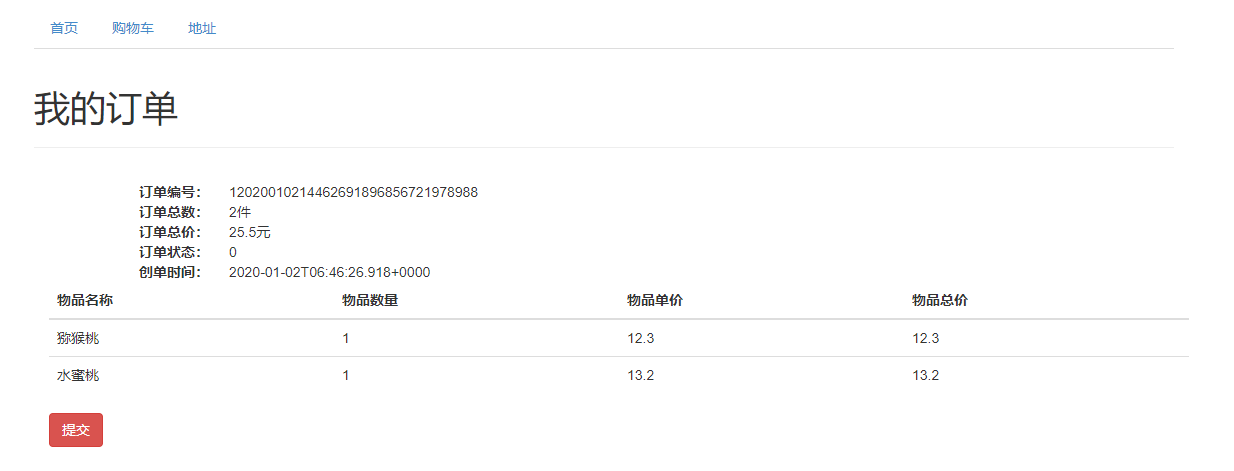 首页 购物车 地址
我的订单
订单编号： 12020010214462691896856721978988
订单总数： 2件
订单总价： 25.5元
订单状态： 0
创单时间： 2020-01-02T06:46:26.918+0000
物品名称 物品数量 物品单价 物品总价
猕猴桃 1 12.3 12.3
水蜜桃 1 13.2 13.2
提交